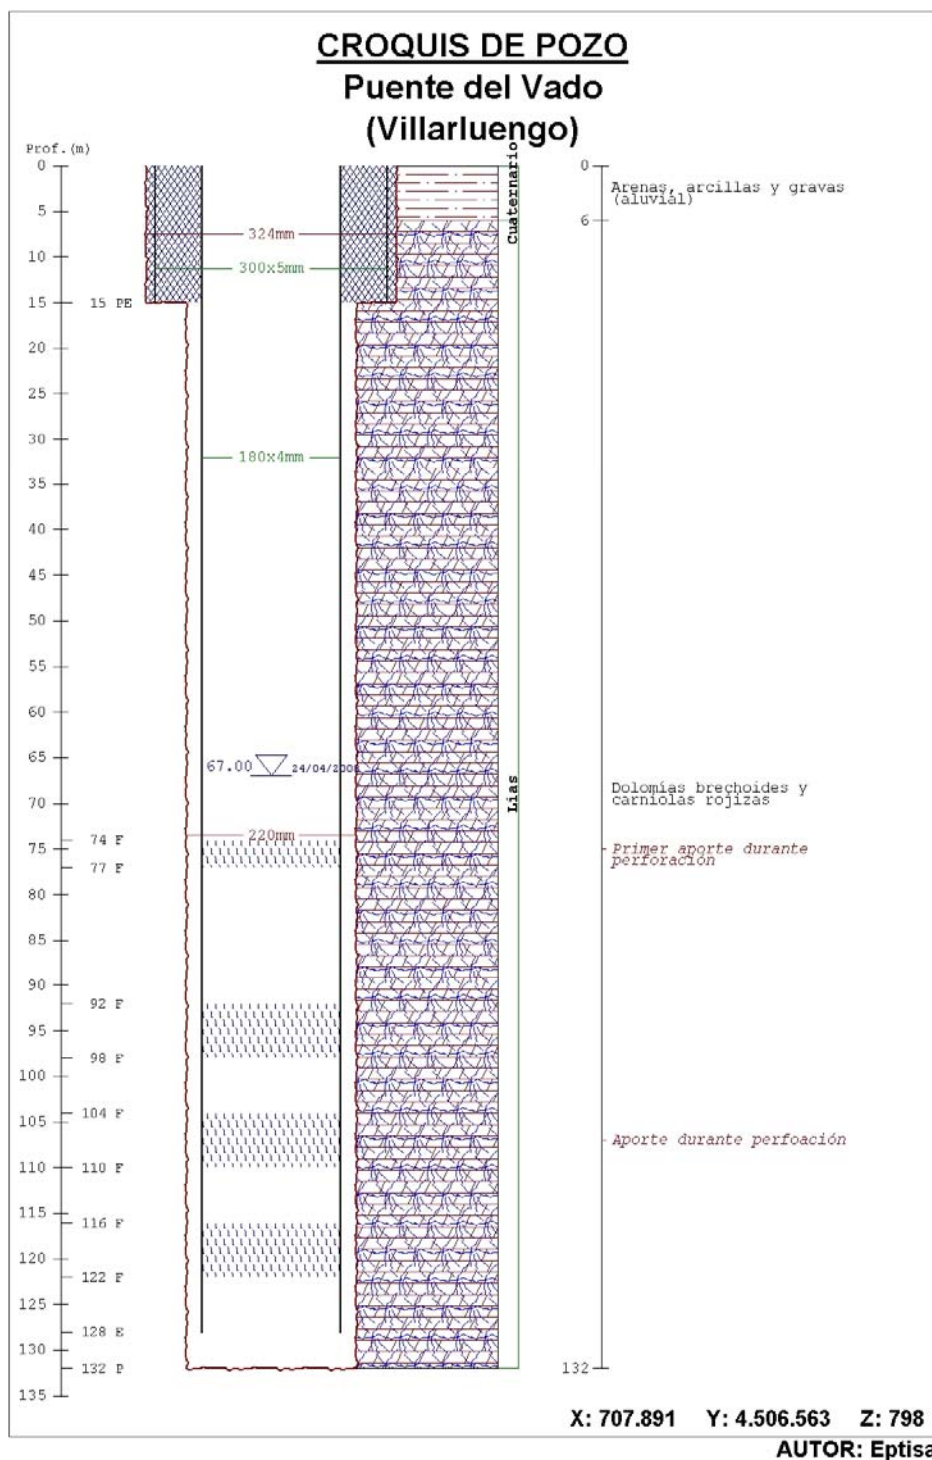 CROQUIS DE POZO
Puente del Vado
(Villarluengo)
Prof.(m)
0
5
10
15
15 PE
20
25
30
35
40
45
50
55
60
65
70
74 F
75
77 F
80
85
90
92 F
95
98 F
100
104 F
105
110
110 F
115
116 F
120
122 F
125
128 E
130
132 P
135
324mm
300x5mm
180x4mm
67.00
220mm
Cuaternario
Lias
0
Arenas, arcillas y gravas
(aluvial)
6
Dolomías brechoides y
carniolas rojizas
Primer aporte durante
perforación
Aporte durante perfoación
132
X: 707.891 Y: 4.506.563 Z: 798
AUTOR: Eptisa